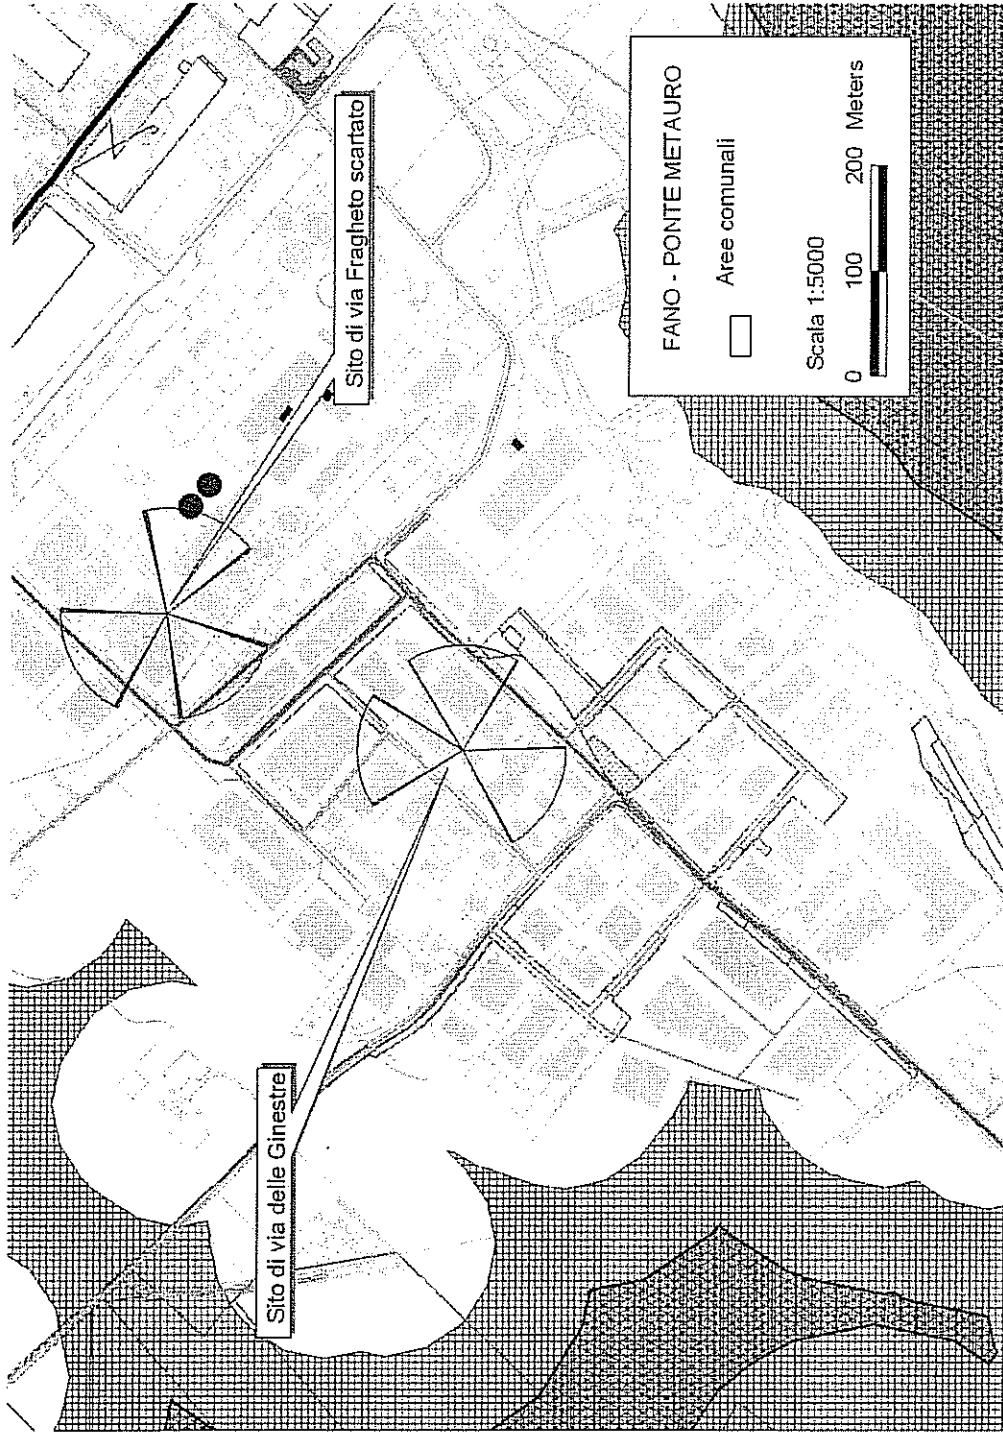 Sito di via Fragheto scartato
Sito di via delle Ginestre
FANO - PONTE METAURO
Aree comunali
Scala 1:5000
0 100 200 Meters